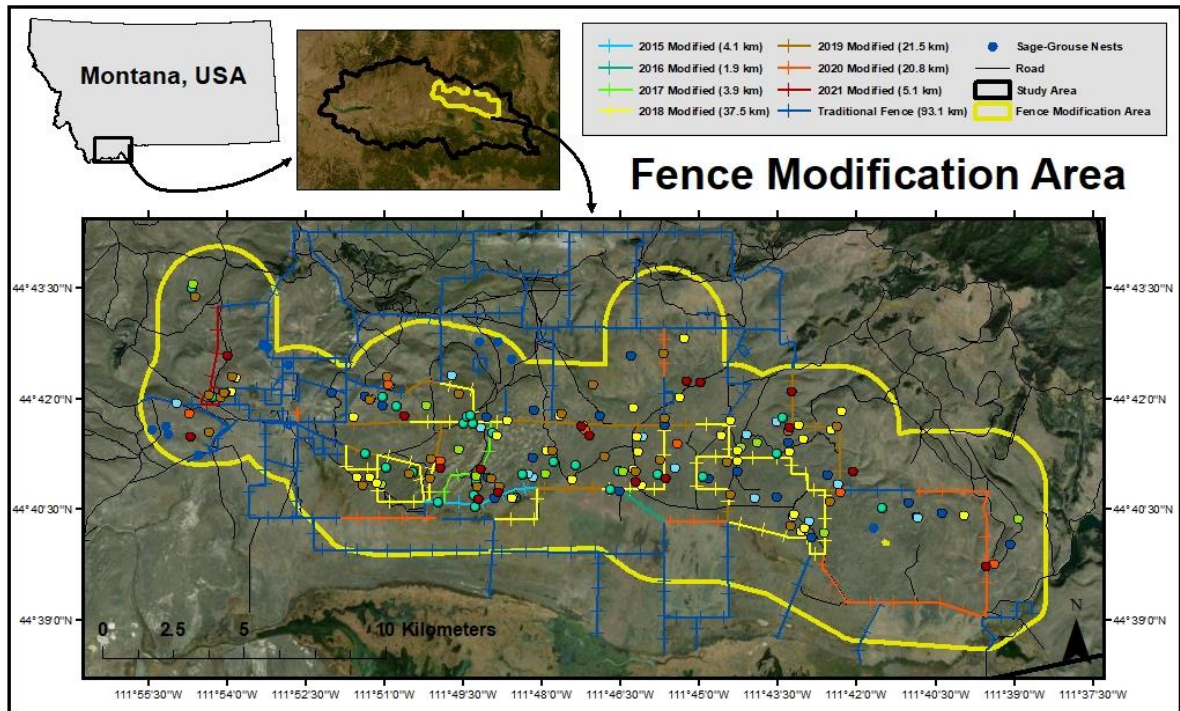 Montana, USA
2015 Modified (4.1 km)
2016 Modified (1.9 km)
2017 Modified (3.9 km)
2018 Modified (37.5 km)
2019 Modified (21.5 km)
2020 Modified (20.8 km)
2021 Modified (5.1 km)
Traditional Fence (93.1 km)
Sage-Grouse Nests
Road
Study Area
Fence Modification Area
Fence Modification Area
44°43'30"N
44°43'30"N
44°42'0"N
44°42'0"N
44°40'30"N
44°40'30"N
44°39'0"N
44°39'0"N
0 2.5 5 10 Kilometers
N
111°55'30"W 111°54'0"W 111°52'30"W 111°51'0"W 111°49'30"W 111°48'0"W 111°46'30"W 111°45'0"W 111°43'30"W 111°42'0"W 111°40'30"W 111°39'0"W 111°37'30"W